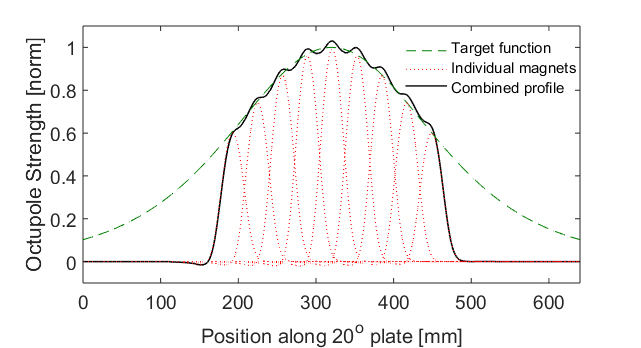 Octupole Strength [norm]
1
0.8
0.6
0.4
0.2
0
Target function
Individual magnets
Combined profile
0 100 200 300 400 500 600
Position along 20° plate [mm]